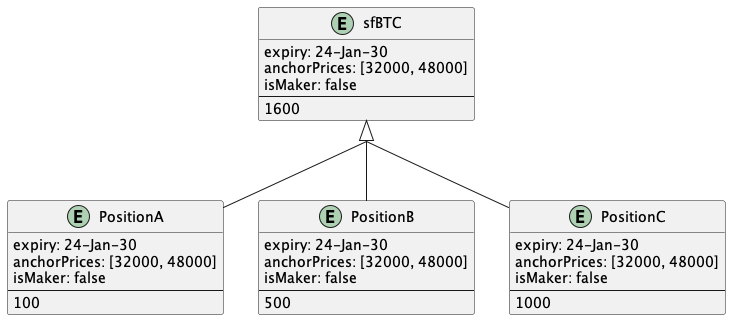 E sfBTC
expiry: 24-Jan-30
anchorPrices: [32000, 48000]
isMaker: false
1600
E PositionA
expiry: 24-Jan-30
anchorPrices: [32000, 48000]
isMaker: false
100
E PositionB
expiry: 24-Jan-30
anchorPrices: [32000, 48000]
isMaker: false
500
E PositionC
expiry: 24-Jan-30
anchorPrices: [32000, 48000]
isMaker: false
1000